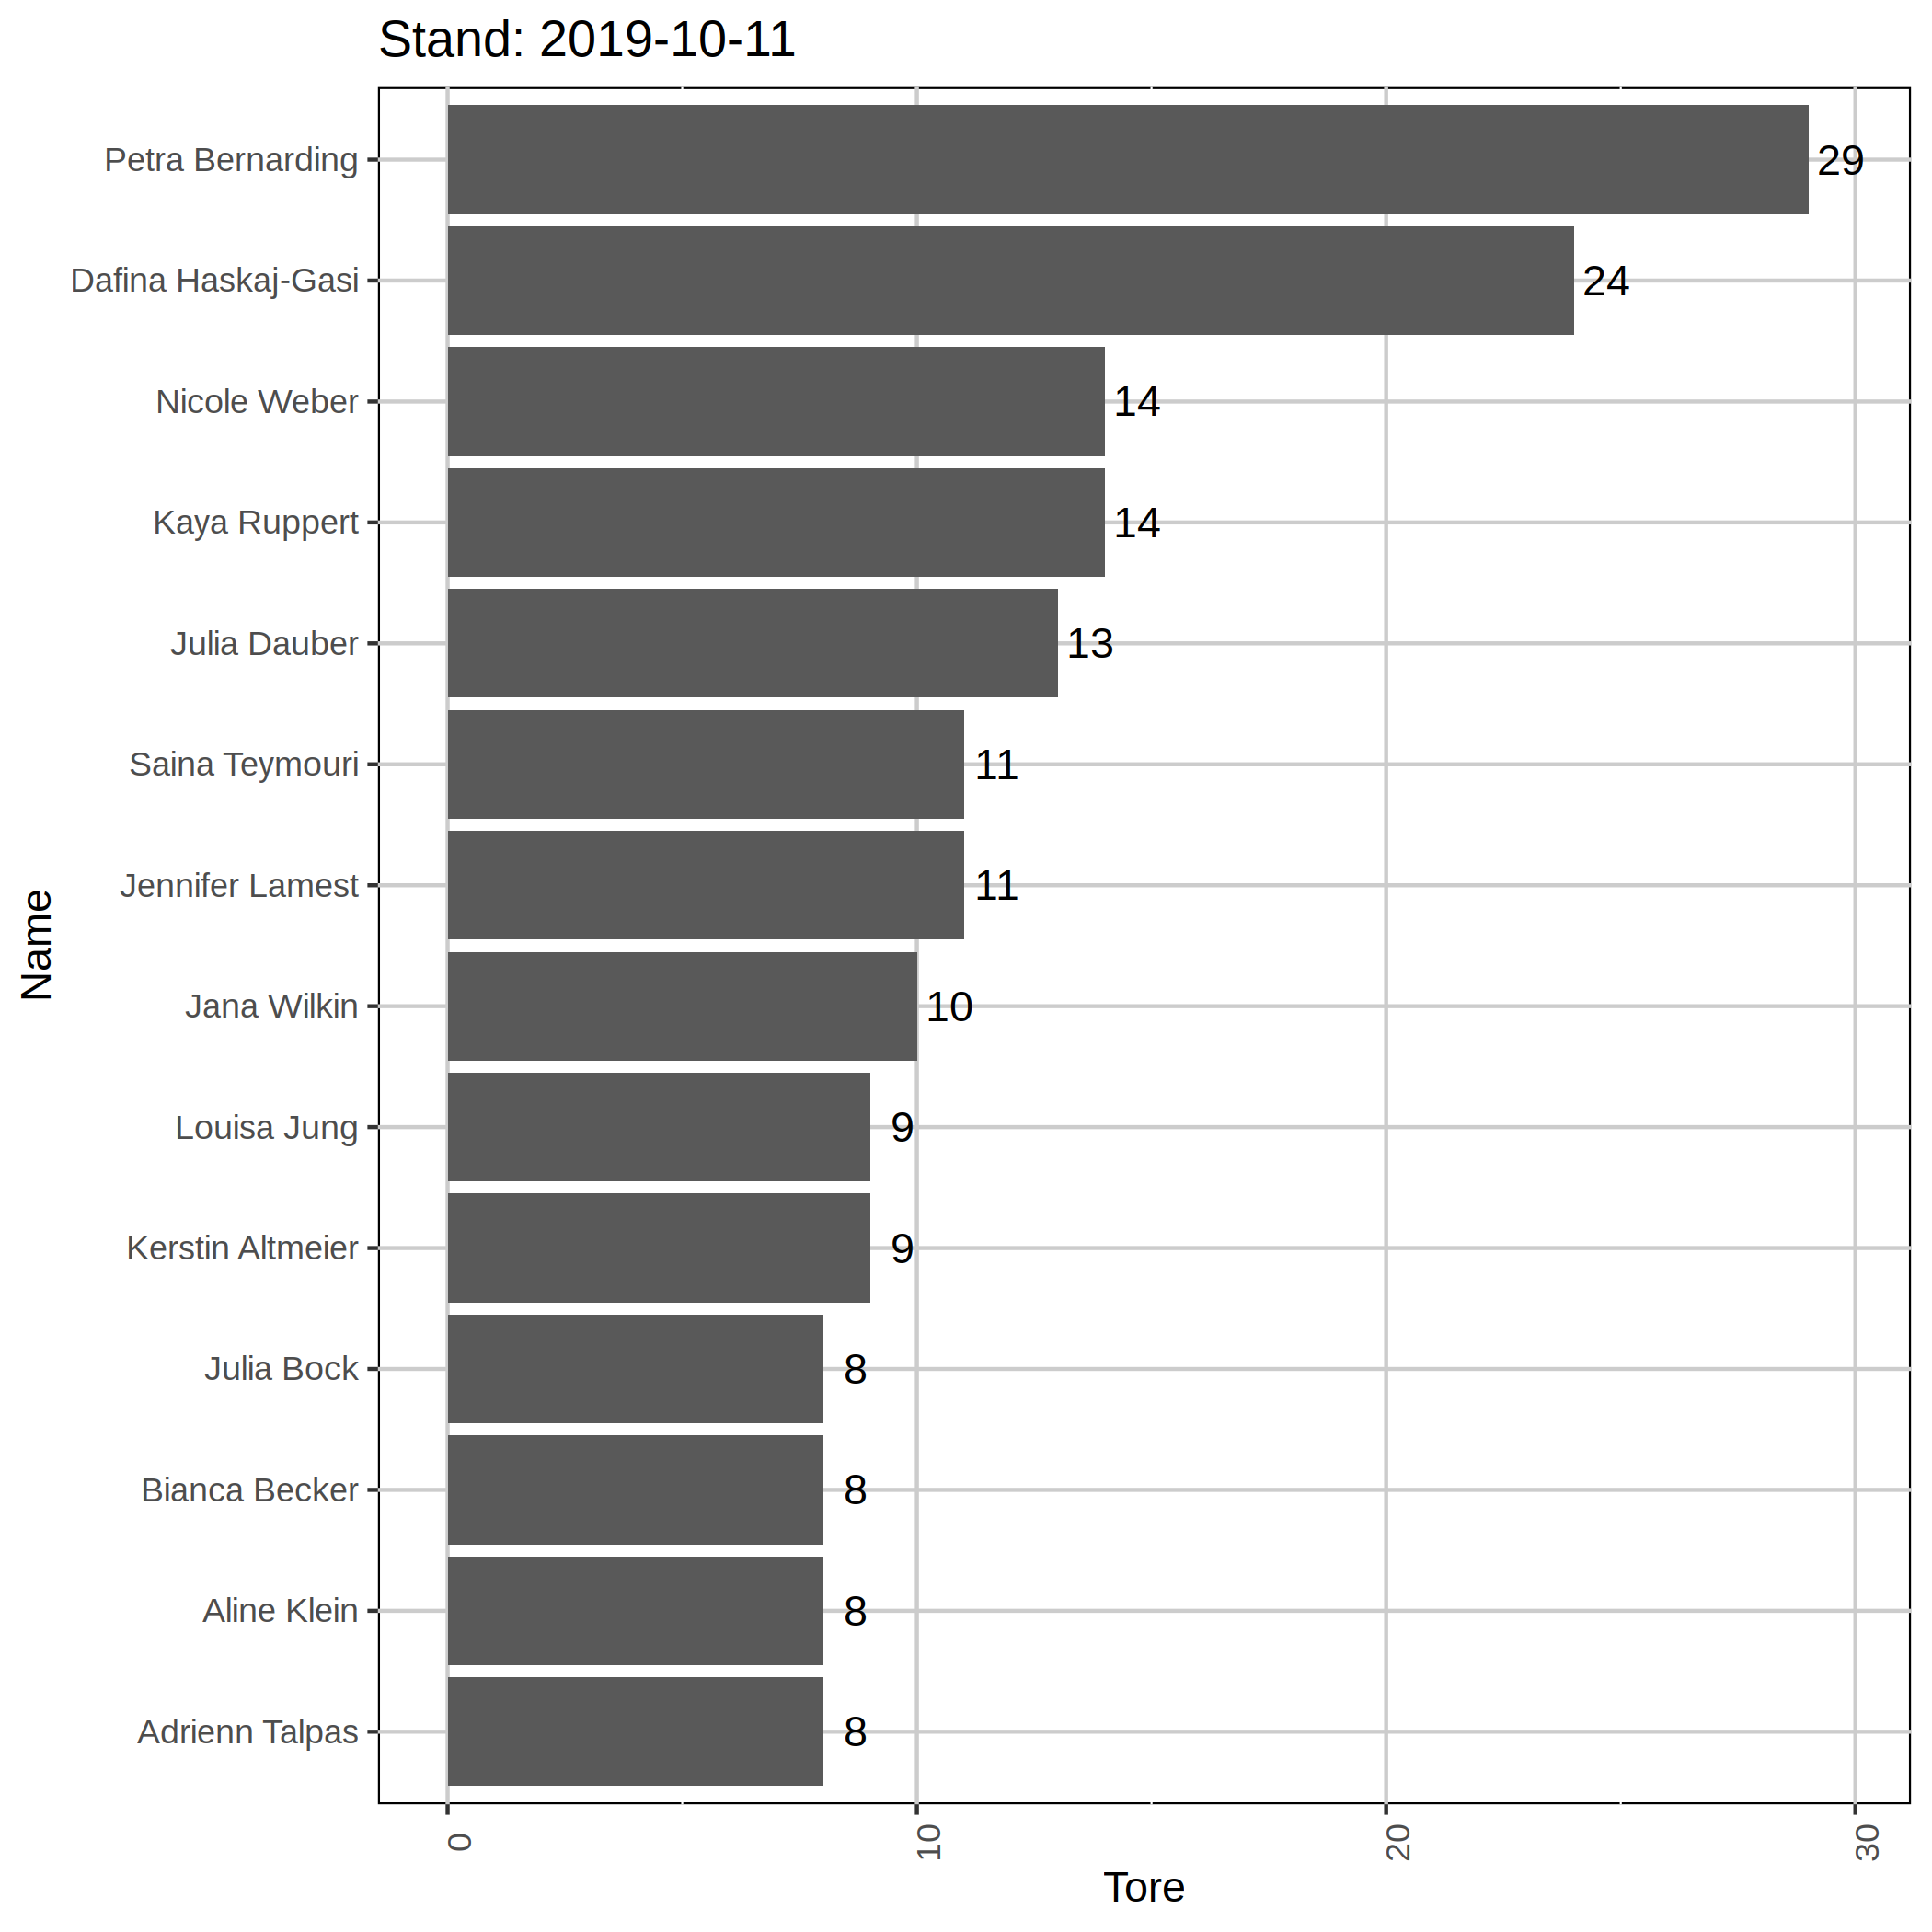 Stand: 2019-10-11
Petra Bernarding 29
Dafina Haskaj-Gasi 24
Nicole Weber 14
Kaya Ruppert 14
Julia Dauber 13
Saina Teymouri 11
Jennifer Lamest 11
Jana Wilkin 10
Louisa Jung 9
Kerstin Altmeier 9
Julia Bock 8
Bianca Becker 8
Aline Klein 8
Adrienn Talpas 8
Name
0 10 20 30
Tore